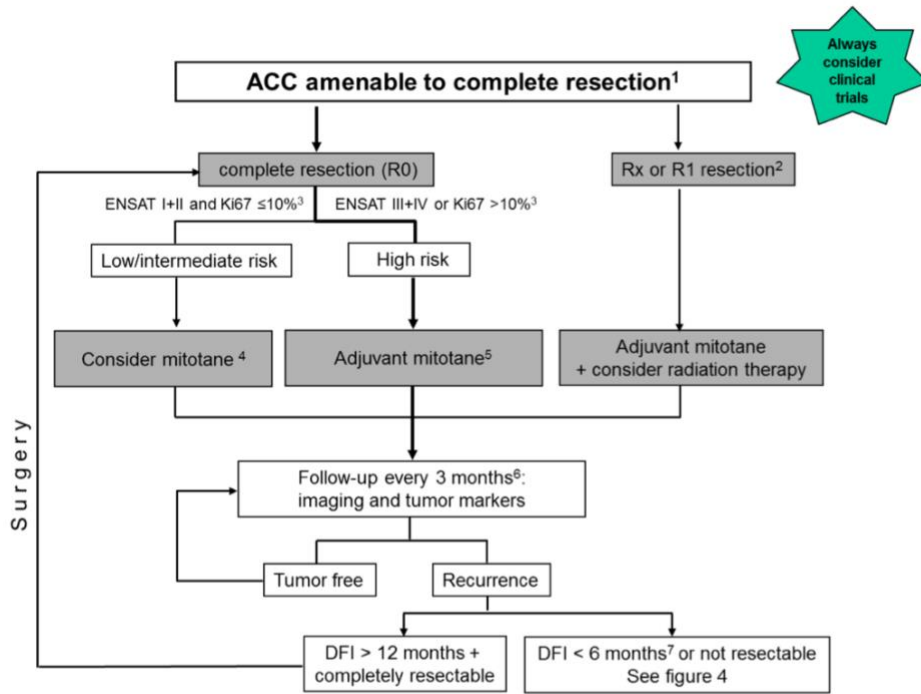 Always
consider
clinical
trials
ACC amenable to complete resection¹
complete resection (R0)
Rx or R1 resection²
ENSAT I+II and Ki67 ≤10%³
ENSAT III+IV or Ki67 >10%³
Low/intermediate risk
High risk
Consider mitotane ⁴
Adjuvant mitotane⁵
Adjuvant mitotane
+ consider radiation therapy
Surgery
Follow-up every 3 months⁶:
imaging and tumor markers
Tumor free
Recurrence
DFI > 12 months +
completely resectable
DFI < 6 months⁷ or not resectable
See figure 4